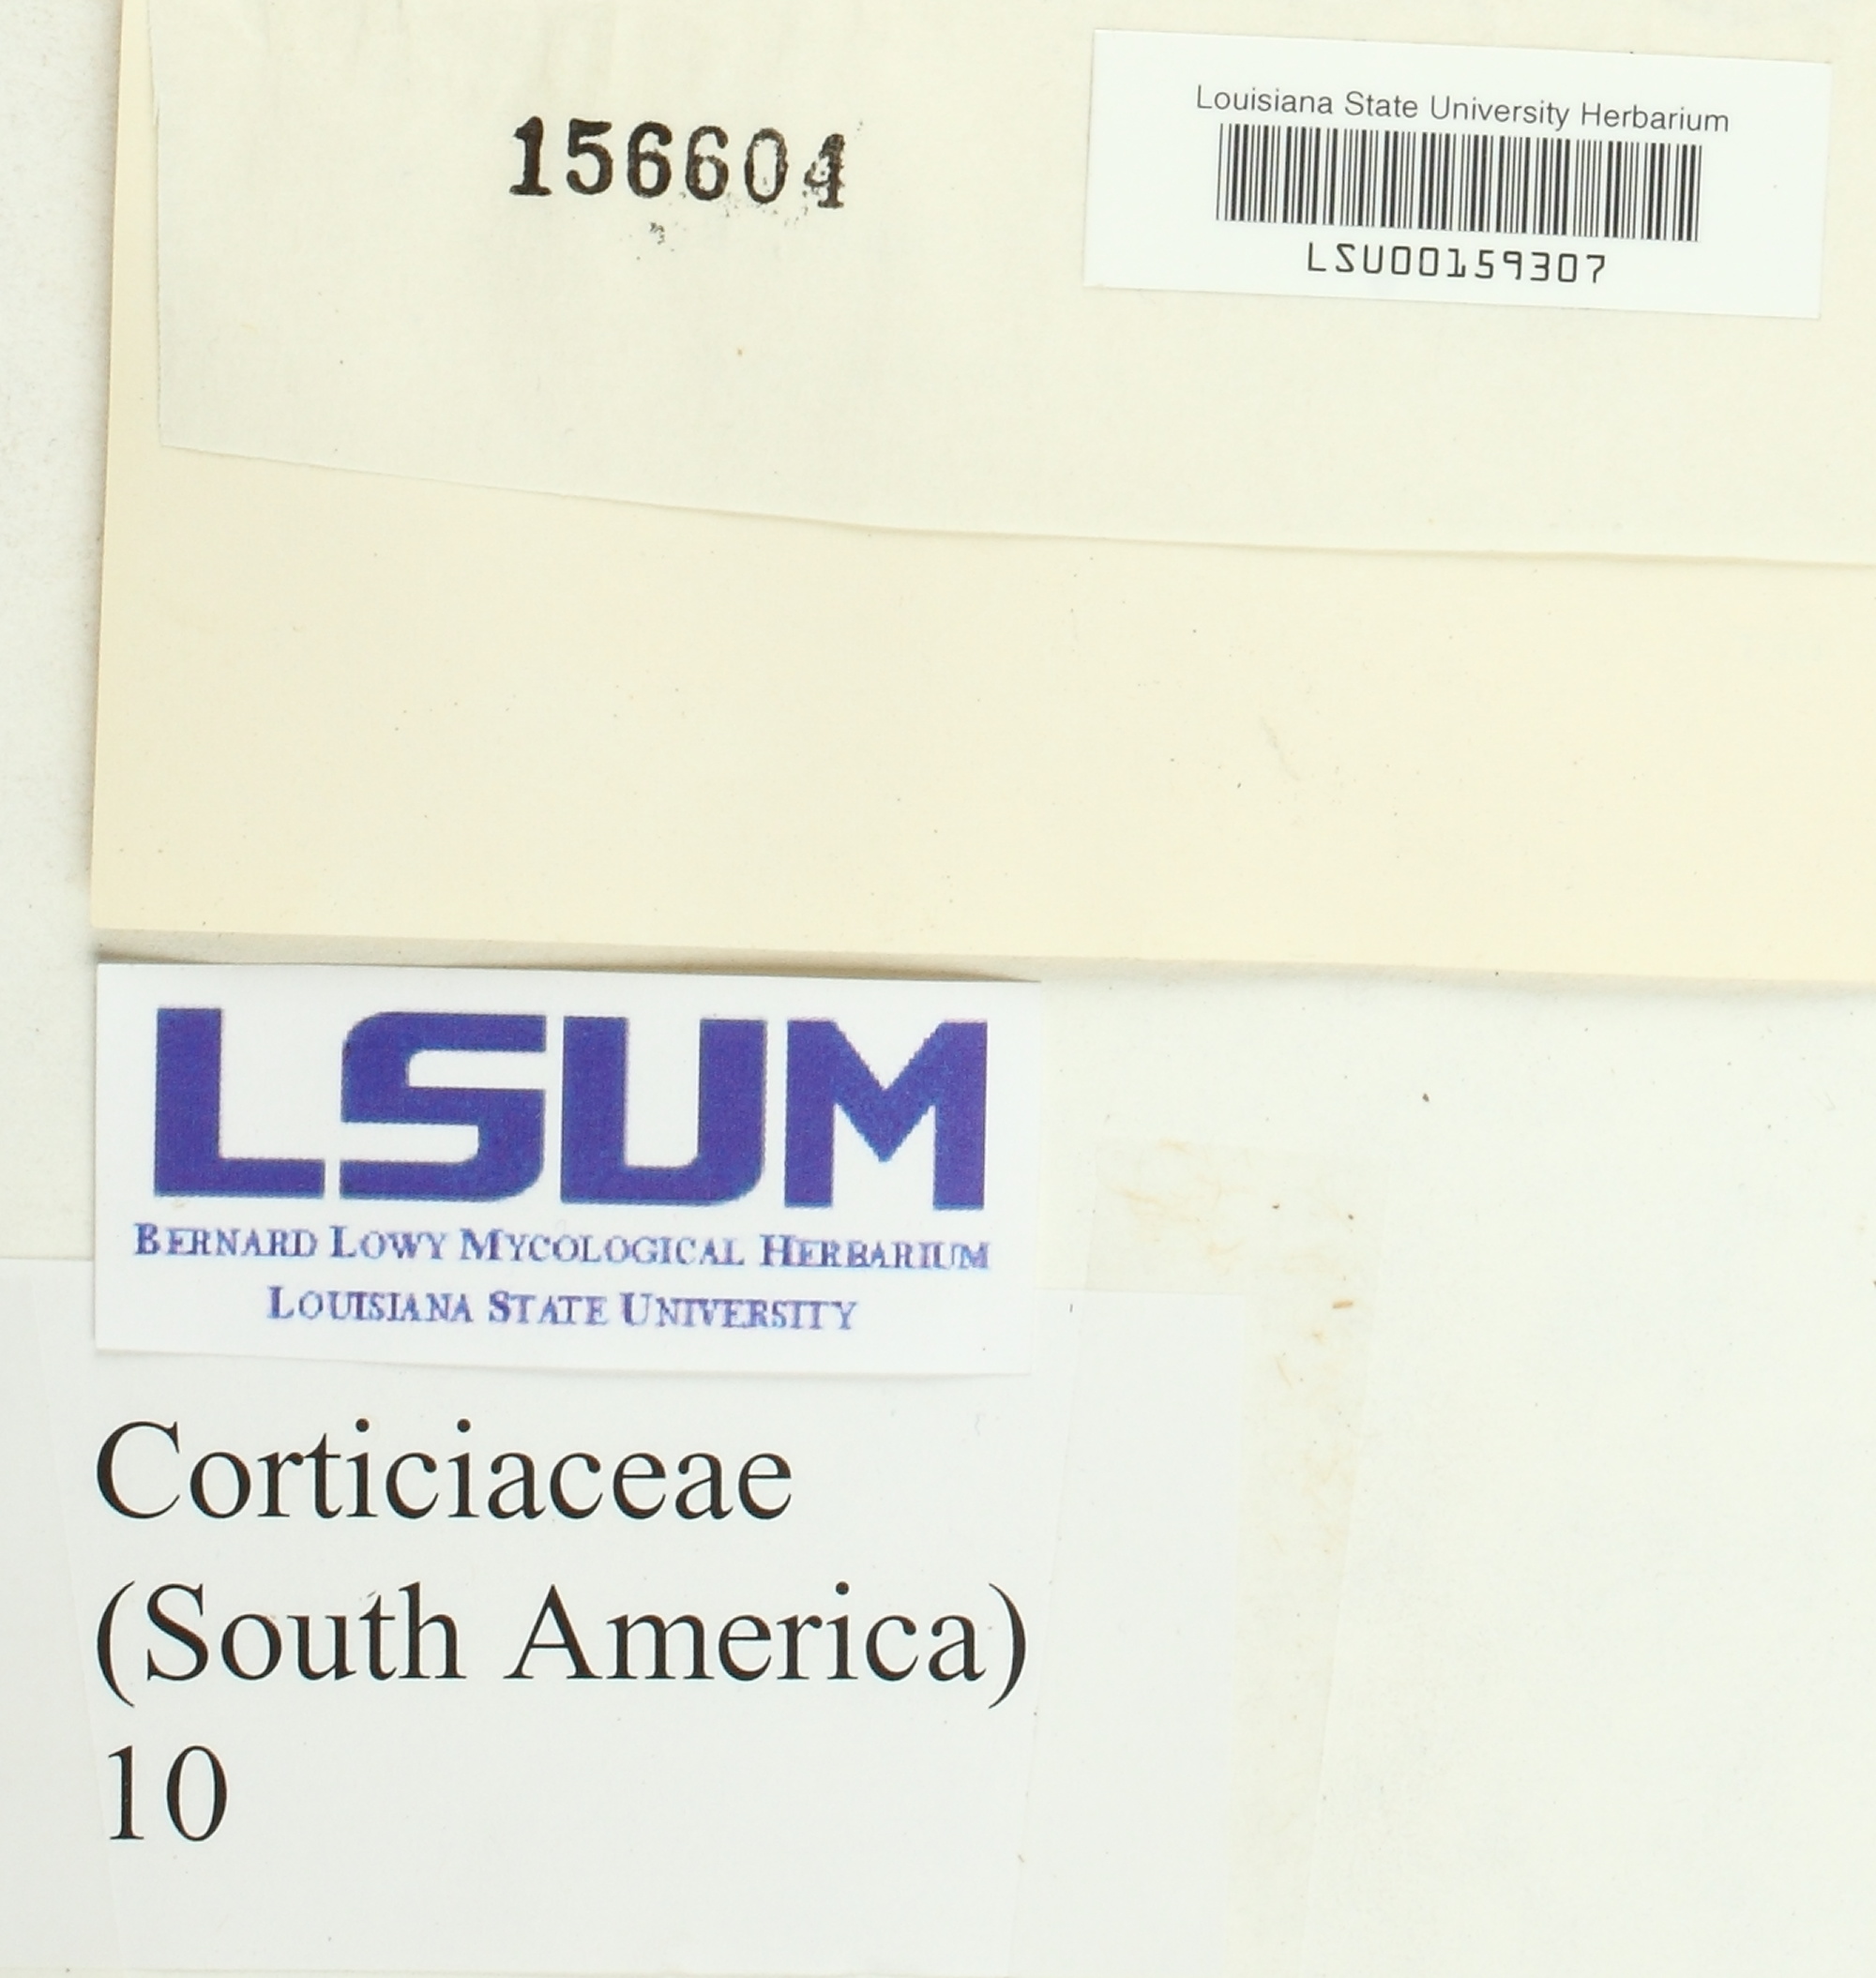 156604
Louisiana State University Herbarium
LSU00159307
LSUM
BERNARD LOWY MYCOLOGICAL HERBARIUM
LOUISIANA STATE UNIVERSITY
Corticiaceae
(South America)
10